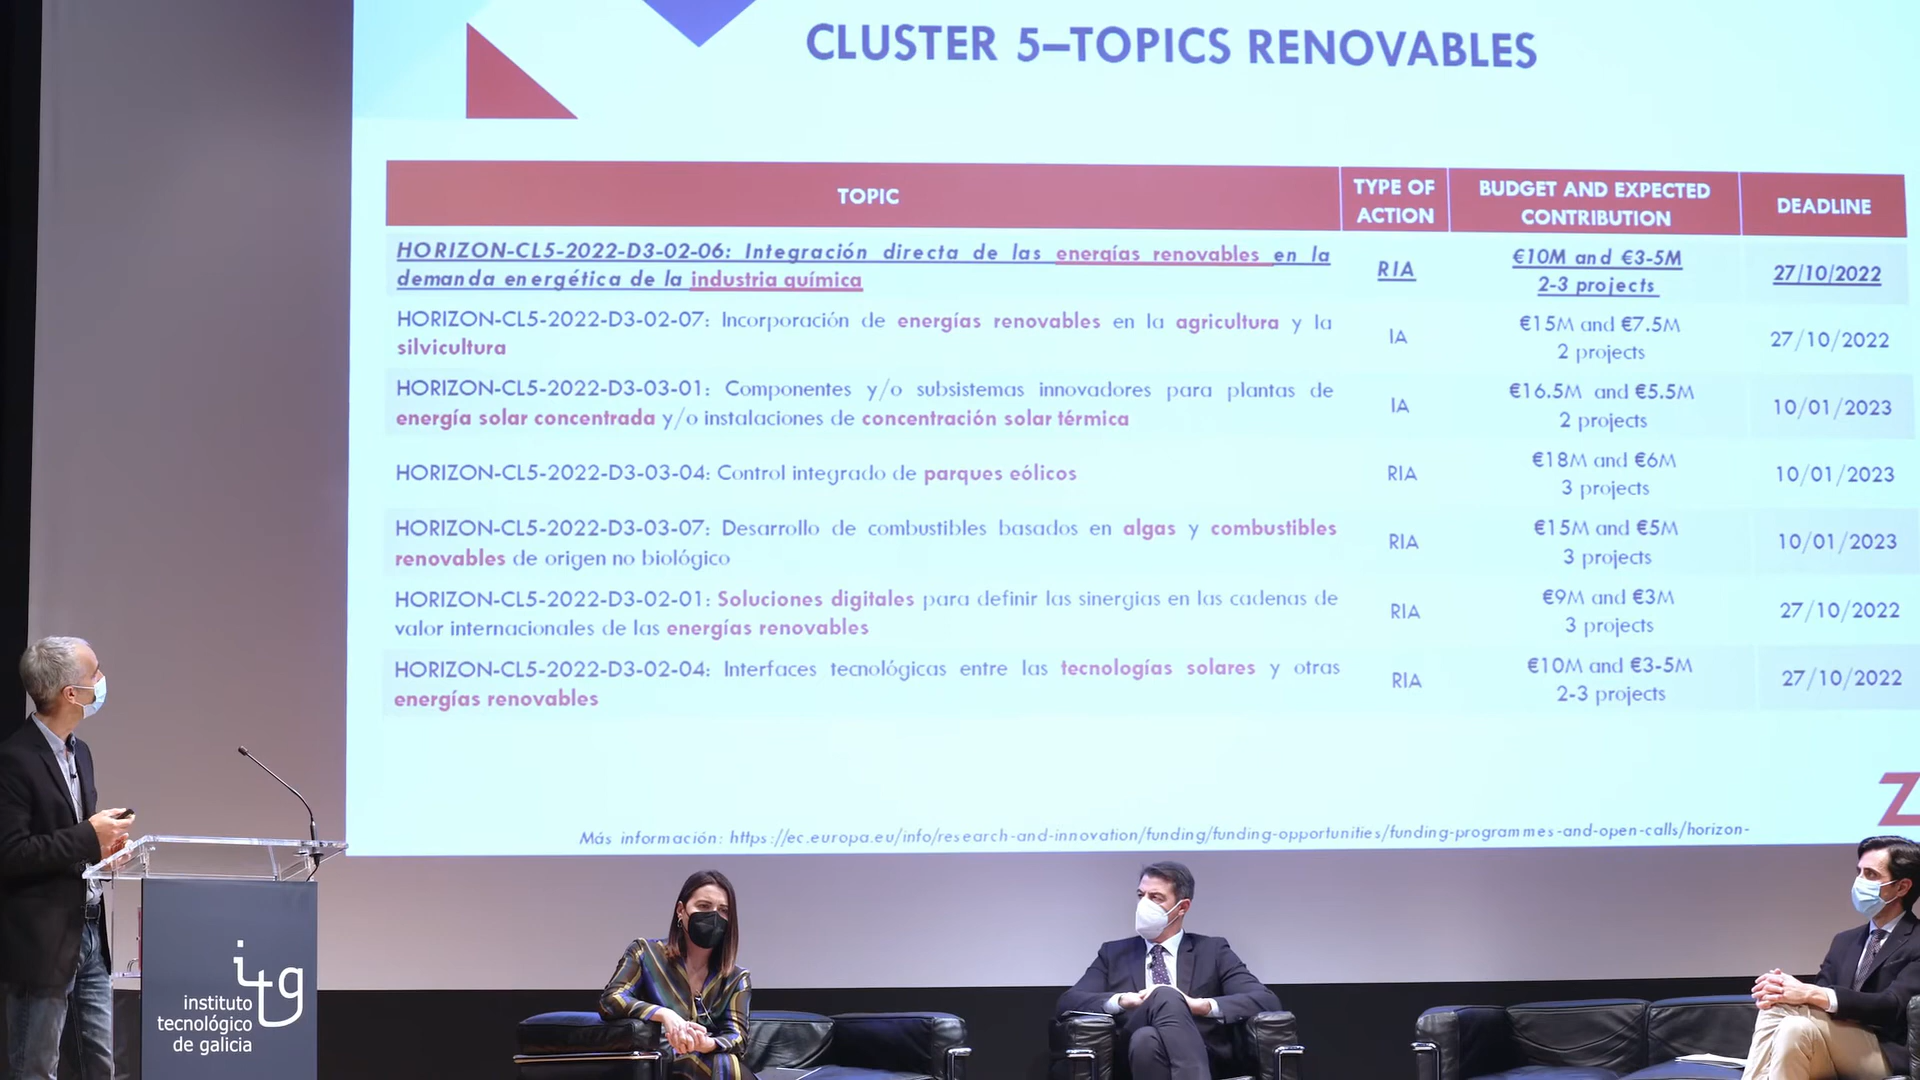 CLUSTER 5–TOPICS RENOVABLES
TOPIC
TYPE OF
ACTION
BUDGET AND EXPECTED
CONTRIBUTION
DEADLINE
HORIZON-CL5-2022-D3-02-06: Integración directa de las energías renovables en la
demanda energética de la industria química
RIA
€10M and €3-5M
2-3 projects
27/10/2022
HORIZON-CL5-2022-D3-02-07: Incorporación de energías renovables en la agricultura y la
silvicultura
IA
€15M and €7.5M
2 projects
27/10/2022
HORIZON-CL5-2022-D3-03-01: Componentes y/o subsistemas innovadores para plantas de
energía solar concentrada y/o instalaciones de concentración solar térmica
IA
€16.5M and €5.5M
2 projects
10/01/2023
HORIZON-CL5-2022-D3-03-04: Control integrado de parques eólicos
RIA
€18M and €6M
3 projects
10/01/2023
HORIZON-CL5-2022-D3-03-07: Desarrollo de combustibles basados en algas y combustibles
renovables de origen no biológico
RIA
€15M and €5M
3 projects
10/01/2023
HORIZON-CL5-2022-D3-02-01: Soluciones digitales para definir las sinergias en las cadenas de
valor internacionales de las energías renovables
RIA
€9M and €3M
3 projects
27/10/2022
HORIZON-CL5-2022-D3-02-04: Interfaces tecnológicas entre las tecnologías solares y otras
energías renovables
RIA
€10M and €3-5M
2-3 projects
27/10/2022
Z
Más información: https://ec.europa.eu/info/research-and-innovation/funding/funding-opportunities/funding-programmes-and-open-calls/horizon-
itg
instituto
tecnológico
de galicia